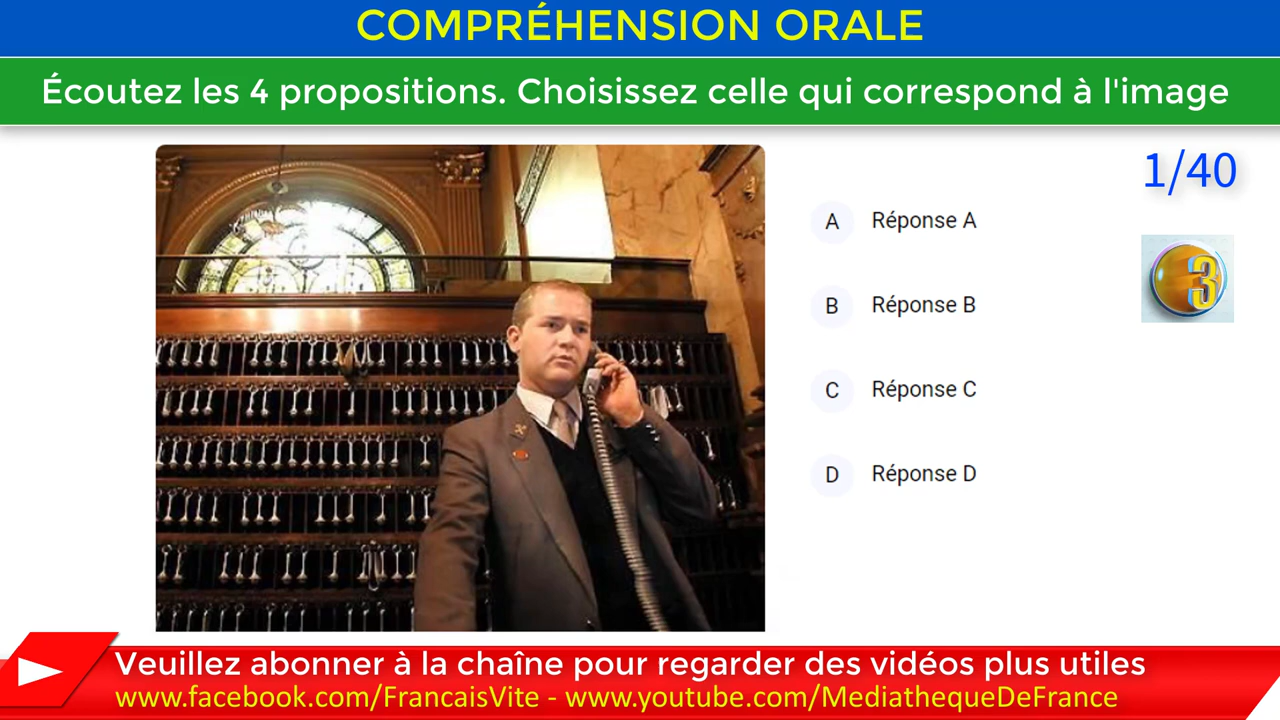 COMPRÉHENSION ORALE
Écoutez les 4 propositions. Choisissez celle qui correspond à l'image
1/40
A Réponse A
3
B Réponse B
C Réponse C
D Réponse D
Veuillez abonner à la chaîne pour regarder des vidéos plus utiles
www.facebook.com/FrancaisVite - www.youtube.com/MediathequeDeFrance